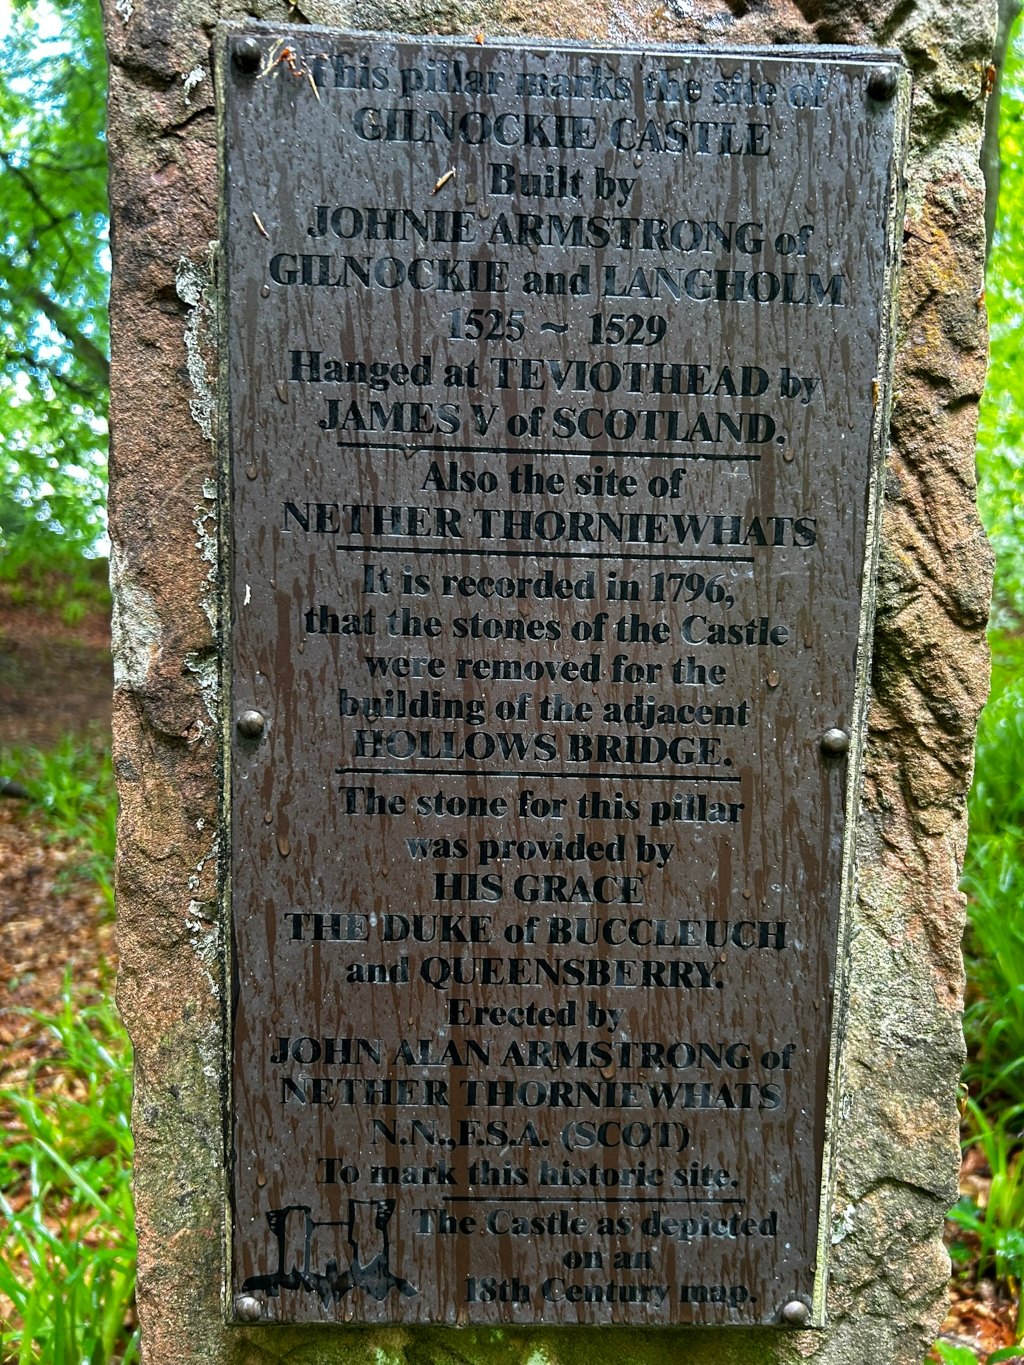 This pillar marks the site of
GILNOCKIE CASTLE
Built by
JOHNIE ARMSTRONG of
GILNOCKIE and LANGHOLM
1525 ~ 1529
Hanged at TEVIOTHEAD by
JAMES V of SCOTLAND.
Also the site of
NETHER THORNIEWHATS
It is recorded in 1796,
that the stones of the Castle
were removed for the
building of the adjacent
HOLLOWS BRIDGE.
The stone for this pillar
was provided by
HIS GRACE
THE DUKE of BUCCLEUCH
and QUEENSBERRY.
Erected by
JOHN ALAN ARMSTRONG of
NETHER THORNIEWHATS
N.N.,F.S.A. (SCOT)
To mark this historic site.
The Castle as depicted
on an
18th Century map.